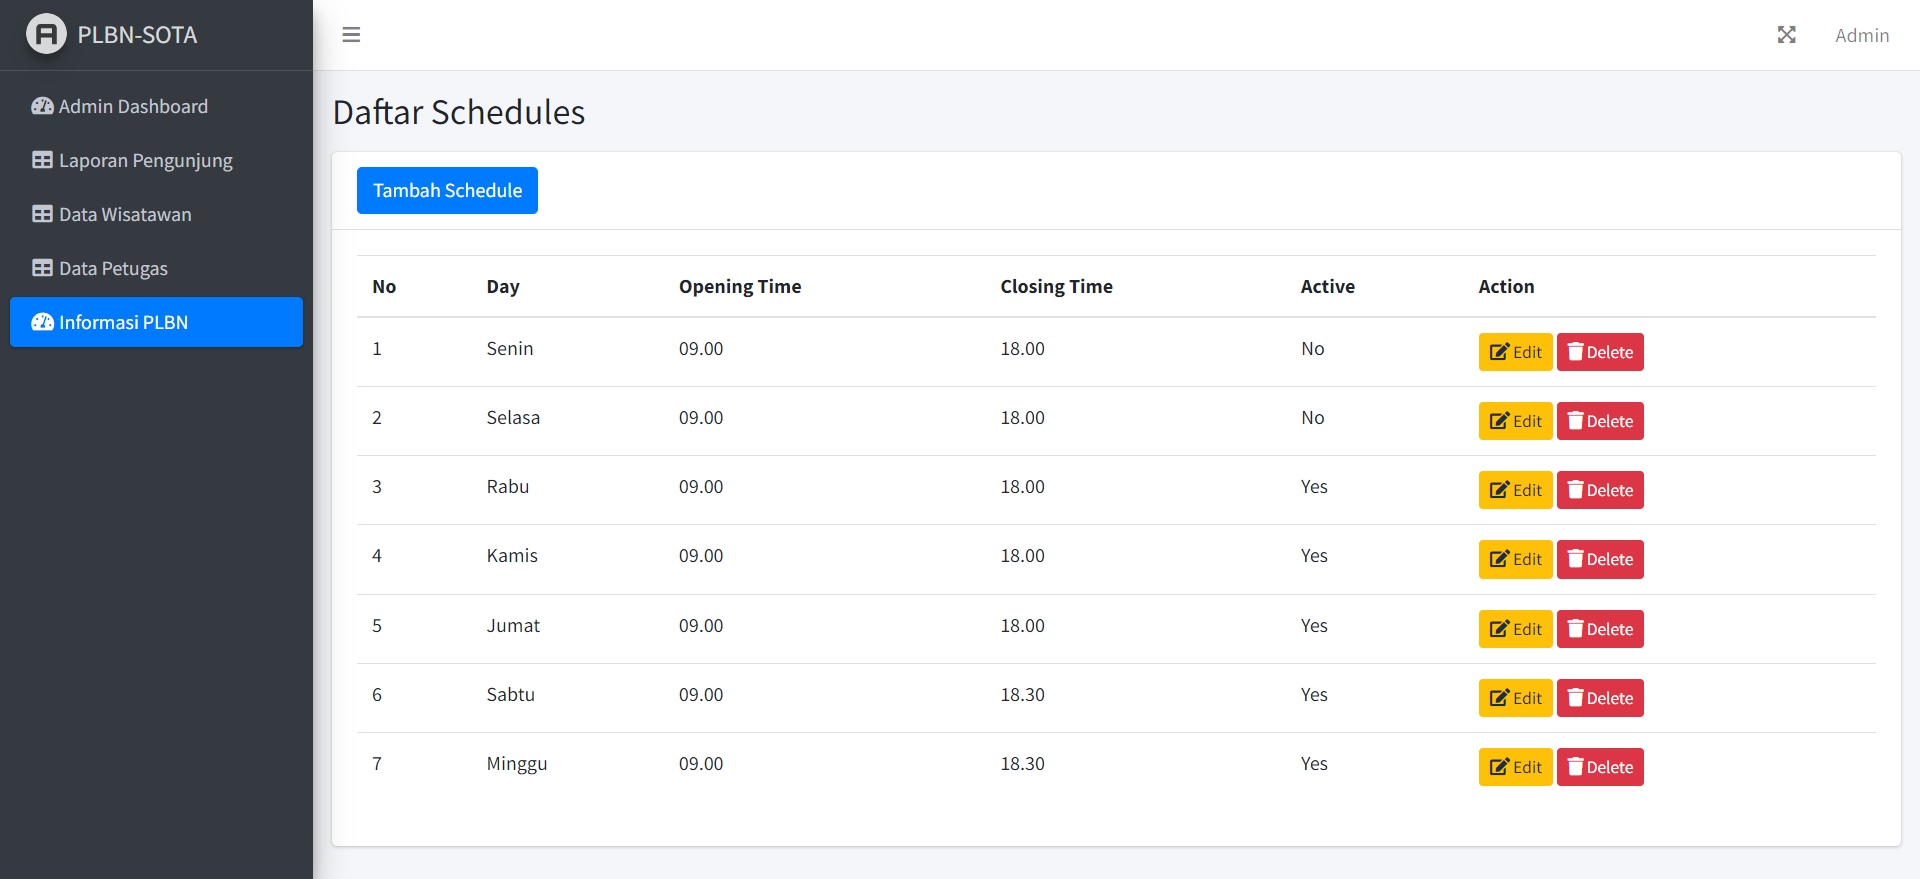 PLBN-SOTA
Admin
Admin Dashboard
Laporan Pengunjung
Data Wisatawan
Data Petugas
Informasi PLBN
Daftar Schedules
Tambah Schedule
No Day Opening Time Closing Time Active Action
1 Senin 09.00 18.00 No Edit Delete
2 Selasa 09.00 18.00 No Edit Delete
3 Rabu 09.00 18.00 Yes Edit Delete
4 Kamis 09.00 18.00 Yes Edit Delete
5 Jumat 09.00 18.00 Yes Edit Delete
6 Sabtu 09.00 18.30 Yes Edit Delete
7 Minggu 09.00 18.30 Yes Edit Delete